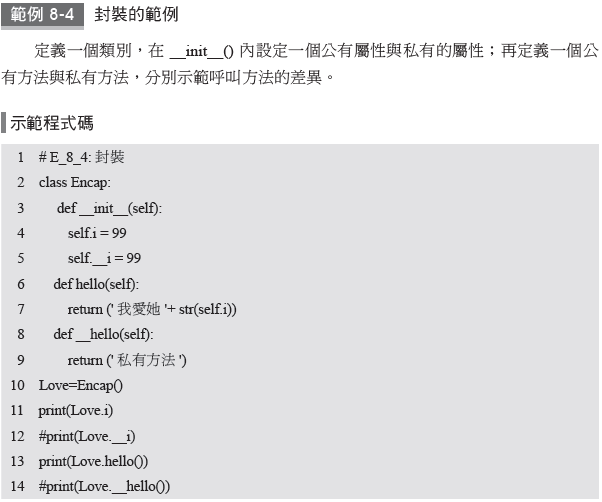 範例 8-4 封裝的範例
定義一個類別，在 __init__() 內設定一個公有屬性與私有的屬性；再定義一個公
有方法與私有方法，分別示範呼叫方法的差異。
示範程式碼
1 # E_8_4: 封裝
2 class Encap:
3 def __init__(self):
4 self.i = 99
5 self.__i = 99
6 def hello(self):
7 return (' 我愛她 '+ str(self.i))
8 def __hello(self):
9 return (' 私有方法 ')
10 Love=Encap()
11 print(Love.i)
12 #print(Love.__i)
13 print(Love.hello())
14 #print(Love.__hello())